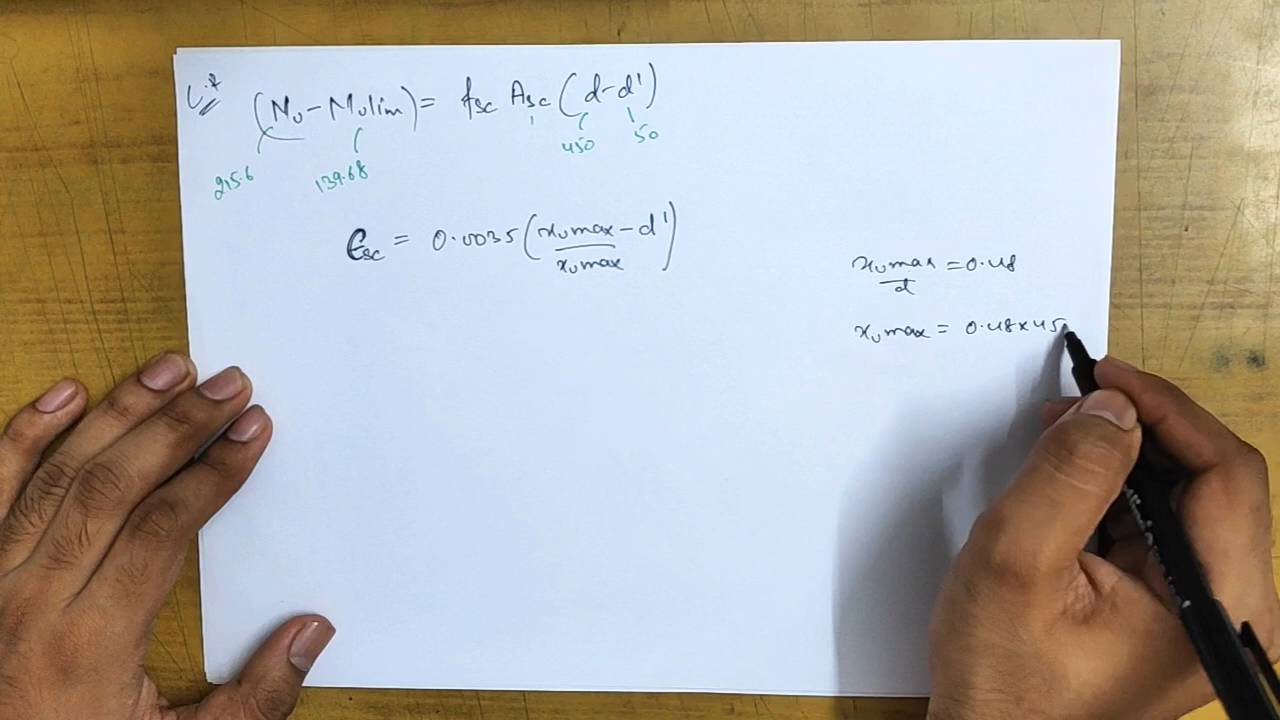 (Mu-Mulim)= fsc Asc (d-d')
215.6 139.68 450 50
Esc = 0.0035 (xumax-d' / xumax)
xumax / d = 0.48
xumax = 0.48x45